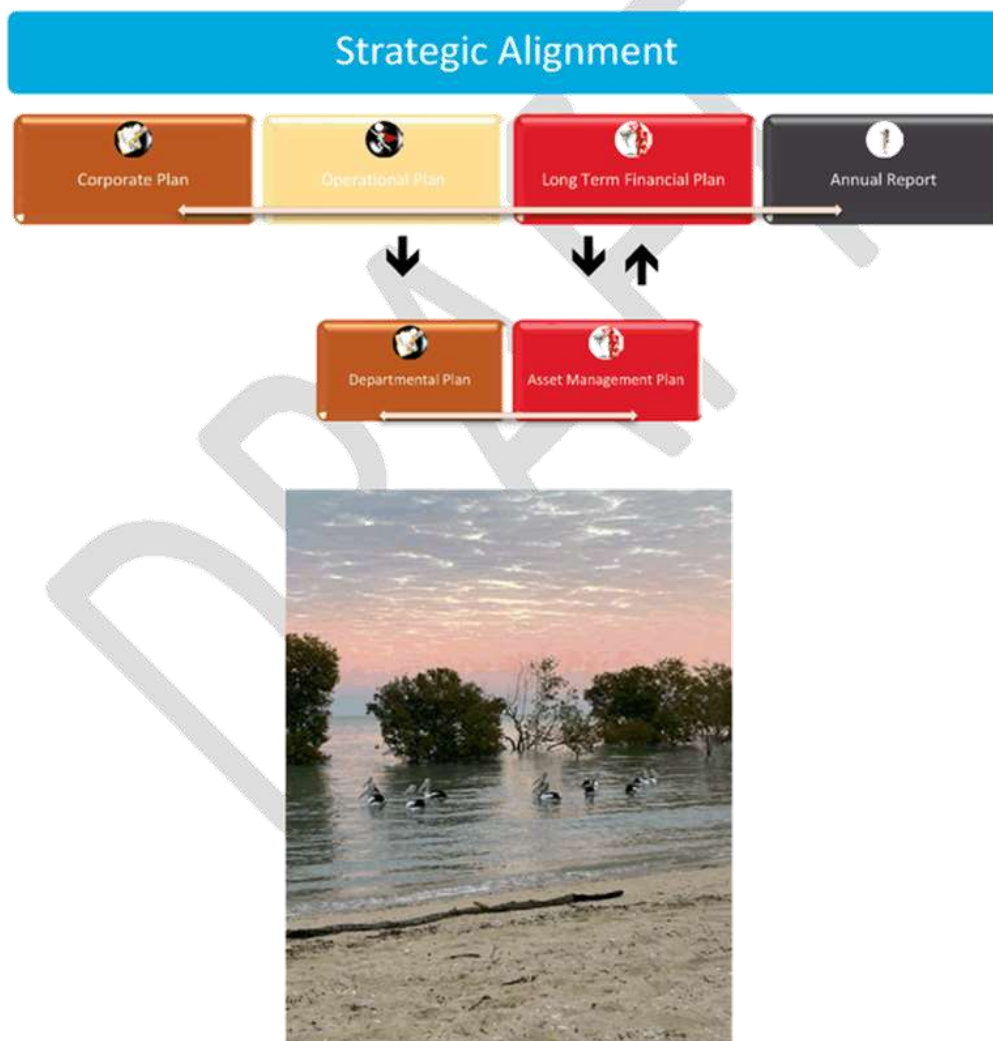 Strategic Alignment
Corporate Plan
Operational Plan
Long Term Financial Plan
Annual Report
Departmental Plan
Asset Management Plan
DRAFT